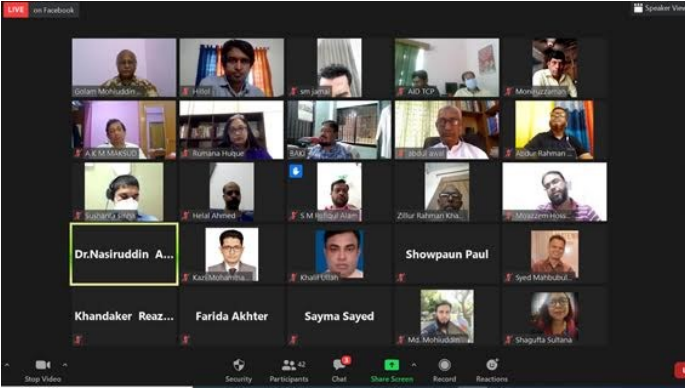 LIVE on Facebook
Speaker View
Golam Mohiuddin...
Hillol
sm jamal
AID TCP
Moniruzzaman
A K M MAKSUD
Rumana Huque
BAKI
abdul awal
Abdur Rahman ...
Sushanta Sinha
Helal Ahmed
S M Rafiqul Alam
Zillur Rahman Kha...
Moazzem Hoss...
Dr.Nasiruddin A...
Kazi Mohamma...
Khalil Ullah
Showpaun Paul
Syed Mahbubul...
Khandaker Reaz...
Farida Akhter
Sayma Sayed
Md. Mohiuddin
Shagufta Sultana
Stop Video
Security
Participants 42
Chat
Share Screen
Record
Reactions